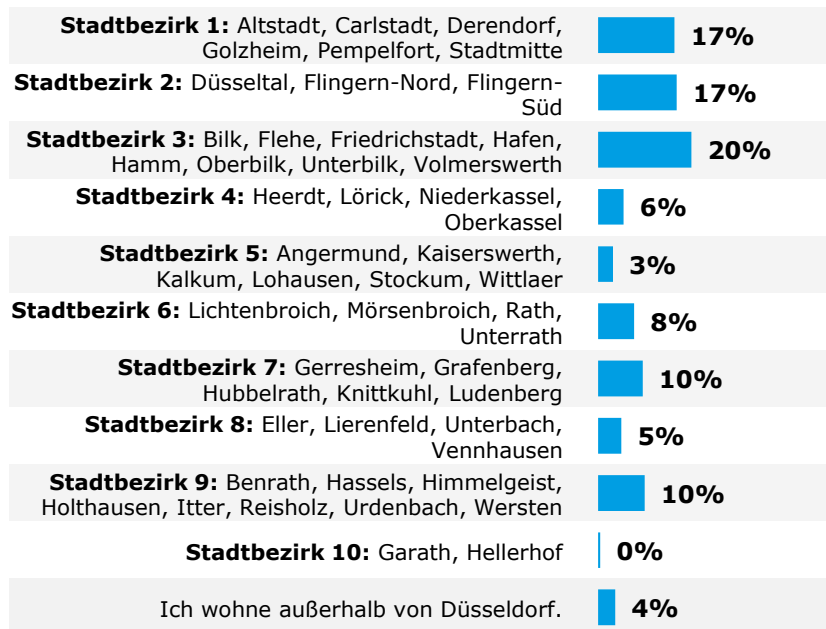 Stadtbezirk 1: Altstadt, Carlstadt, Derendorf,
Golzheim, Pempelfort, Stadtmitte
17%
Stadtbezirk 2: Düsseltal, Flingern-Nord, Flingern-
Süd
17%
Stadtbezirk 3: Bilk, Flehe, Friedrichstadt, Hafen,
Hamm, Oberbilk, Unterbilk, Volmerswerth
20%
Stadtbezirk 4: Heerdt, Lörick, Niederkassel,
Oberkassel
6%
Stadtbezirk 5: Angermund, Kaiserswerth,
Kalkum, Lohausen, Stockum, Wittlaer
3%
Stadtbezirk 6: Lichtenbroich, Mörsenbroich, Rath,
Unterrath
8%
Stadtbezirk 7: Gerresheim, Grafenberg,
Hubbelrath, Knittkuhl, Ludenberg
10%
Stadtbezirk 8: Eller, Lierenfeld, Unterbach,
Vennhausen
5%
Stadtbezirk 9: Benrath, Hassels, Himmelgeist,
Holthausen, Itter, Reisholz, Urdenbach, Wersten
10%
Stadtbezirk 10: Garath, Hellerhof
0%
Ich wohne außerhalb von Düsseldorf.
4%